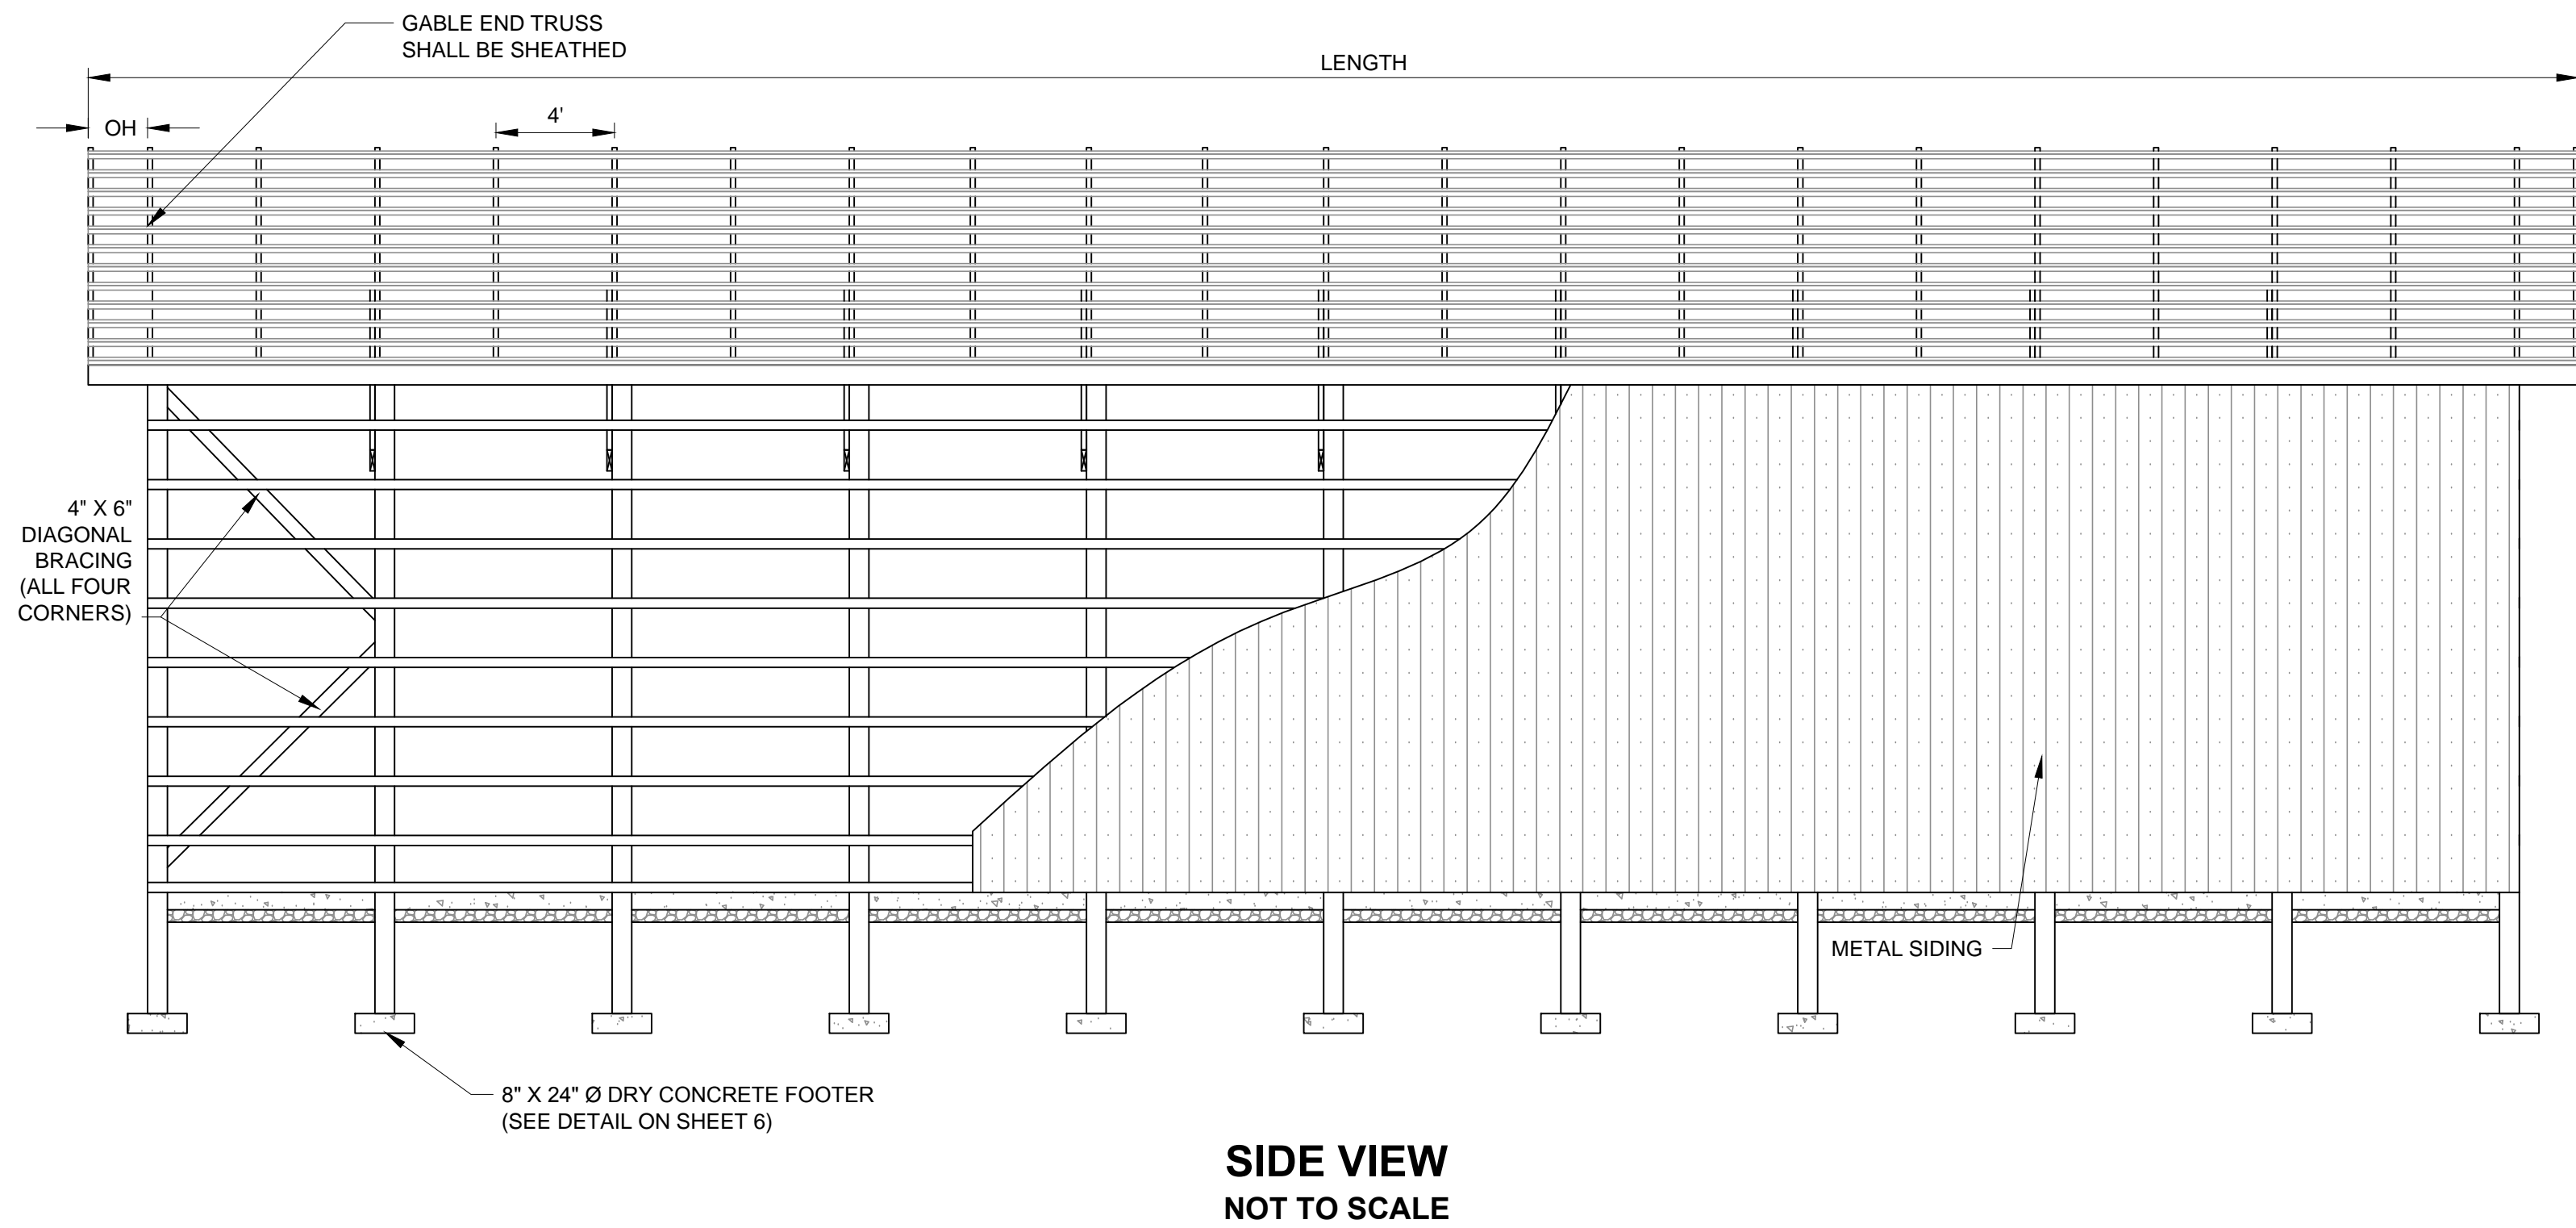 GABLE END TRUSS
SHALL BE SHEATHED
LENGTH
OH
4'
4" X 6"
DIAGONAL
BRACING
(ALL FOUR
CORNERS)
METAL SIDING
8" X 24" Ø DRY CONCRETE FOOTER
(SEE DETAIL ON SHEET 6)
SIDE VIEW
NOT TO SCALE